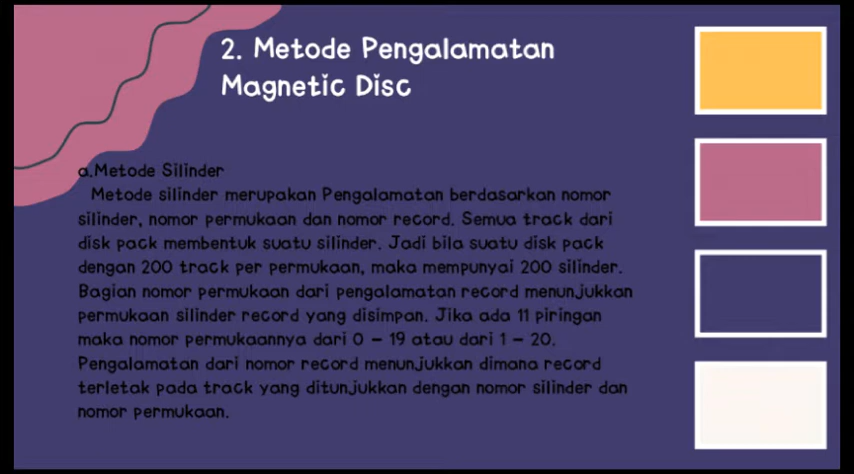 2. Metode Pengalamatan
Magnetic Disc
a.Metode Silinder
Metode silinder merupakan Pengalamatan berdasarkan nomor
silinder, nomor permukaan dan nomor record. Semua track dari
disk pack membentuk suatu silinder. Jadi bila suatu disk pack
dengan 200 track per permukaan, maka mempunyai 200 silinder.
Bagian nomor permukaan dari pengalamatan record menunjukkan
permukaan silinder record yang disimpan. Jika ada 11 piringan
maka nomor permukaannya dari 0 – 19 atau dari 1 – 20.
Pengalamatan dari nomor record menunjukkan dimana record
terletak pada track yang ditunjukkan dengan nomor silinder dan
nomor permukaan.